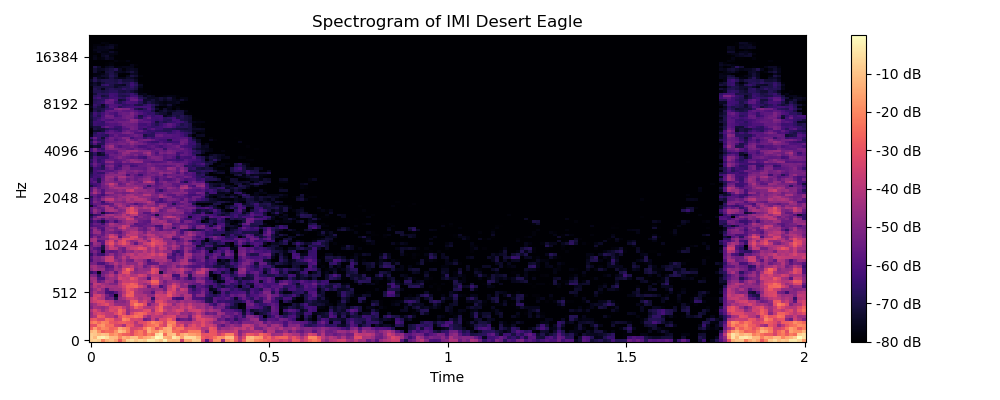 Spectrogram of IMI Desert Eagle
16384
8192
4096
2048
1024
512
0
Hz
0
0.5
1
1.5
2
Time
-10 dB
-20 dB
-30 dB
-40 dB
-50 dB
-60 dB
-70 dB
-80 dB